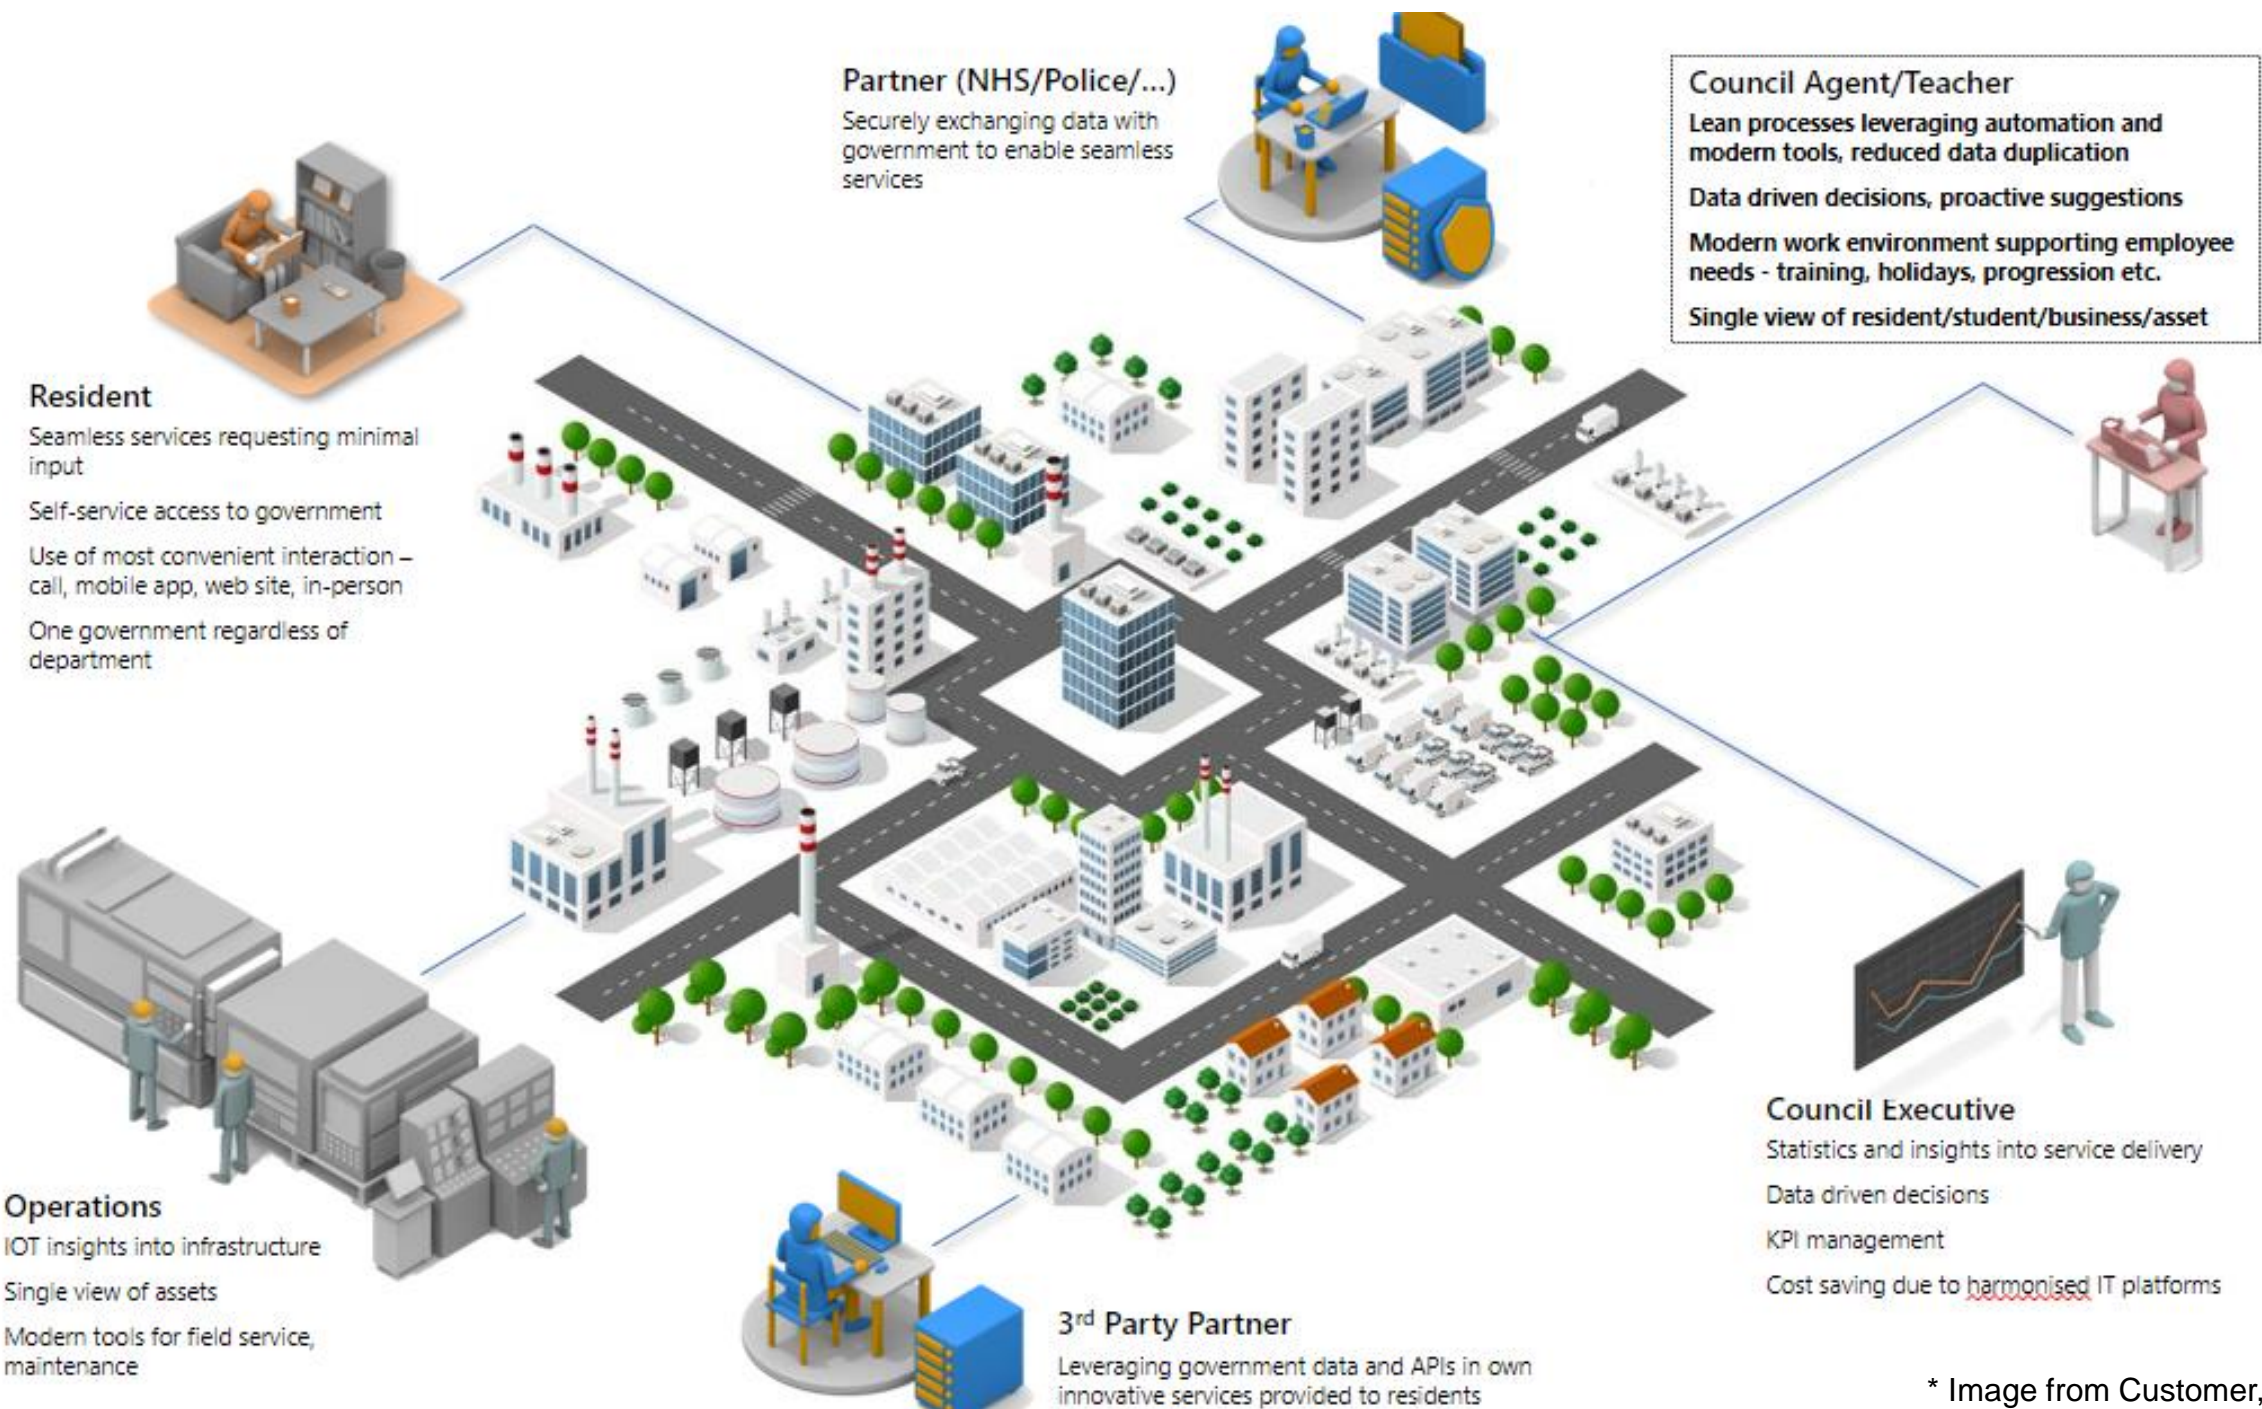 Partner (NHS/Police/...)
Securely exchanging data with
government to enable seamless
services
Council Agent/Teacher
Lean processes leveraging automation and
modern tools, reduced data duplication
Data driven decisions, proactive suggestions
Modern work environment supporting employee
needs - training, holidays, progression etc.
Single view of resident/student/business/asset
Resident
Seamless services requesting minimal
input
Self-service access to government
Use of most convenient interaction –
call, mobile app, web site, in-person
One government regardless of
department
Operations
IOT insights into infrastructure
Single view of assets
Modern tools for field service,
maintenance
3rd Party Partner
Leveraging government data and APIs in own
innovative services provided to residents
Council Executive
Statistics and insights into service delivery
Data driven decisions
KPI management
Cost saving due to harmonised IT platforms
* Image from Customer,